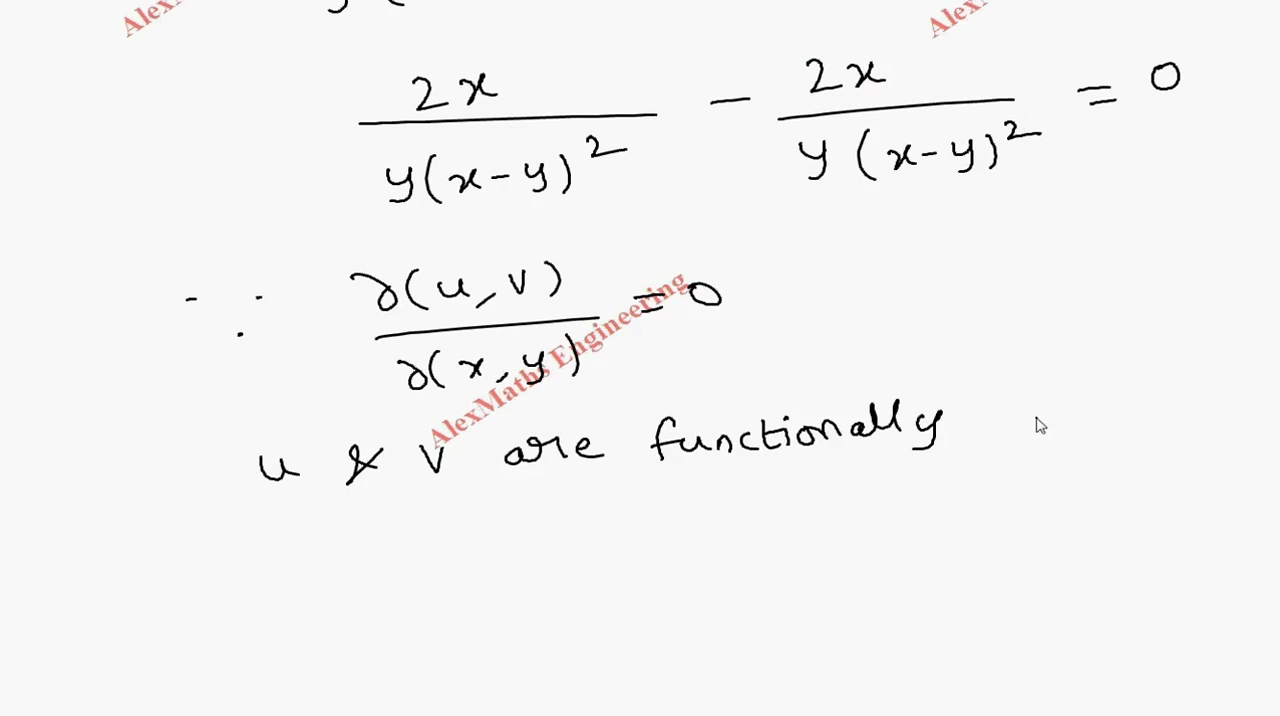 2x/(y(x-y)²) - 2x/(y(x-y)²) = 0
∵ ∂(u,v)/∂(x,y) = 0
u & v are functionally
AlexMaths Engineering